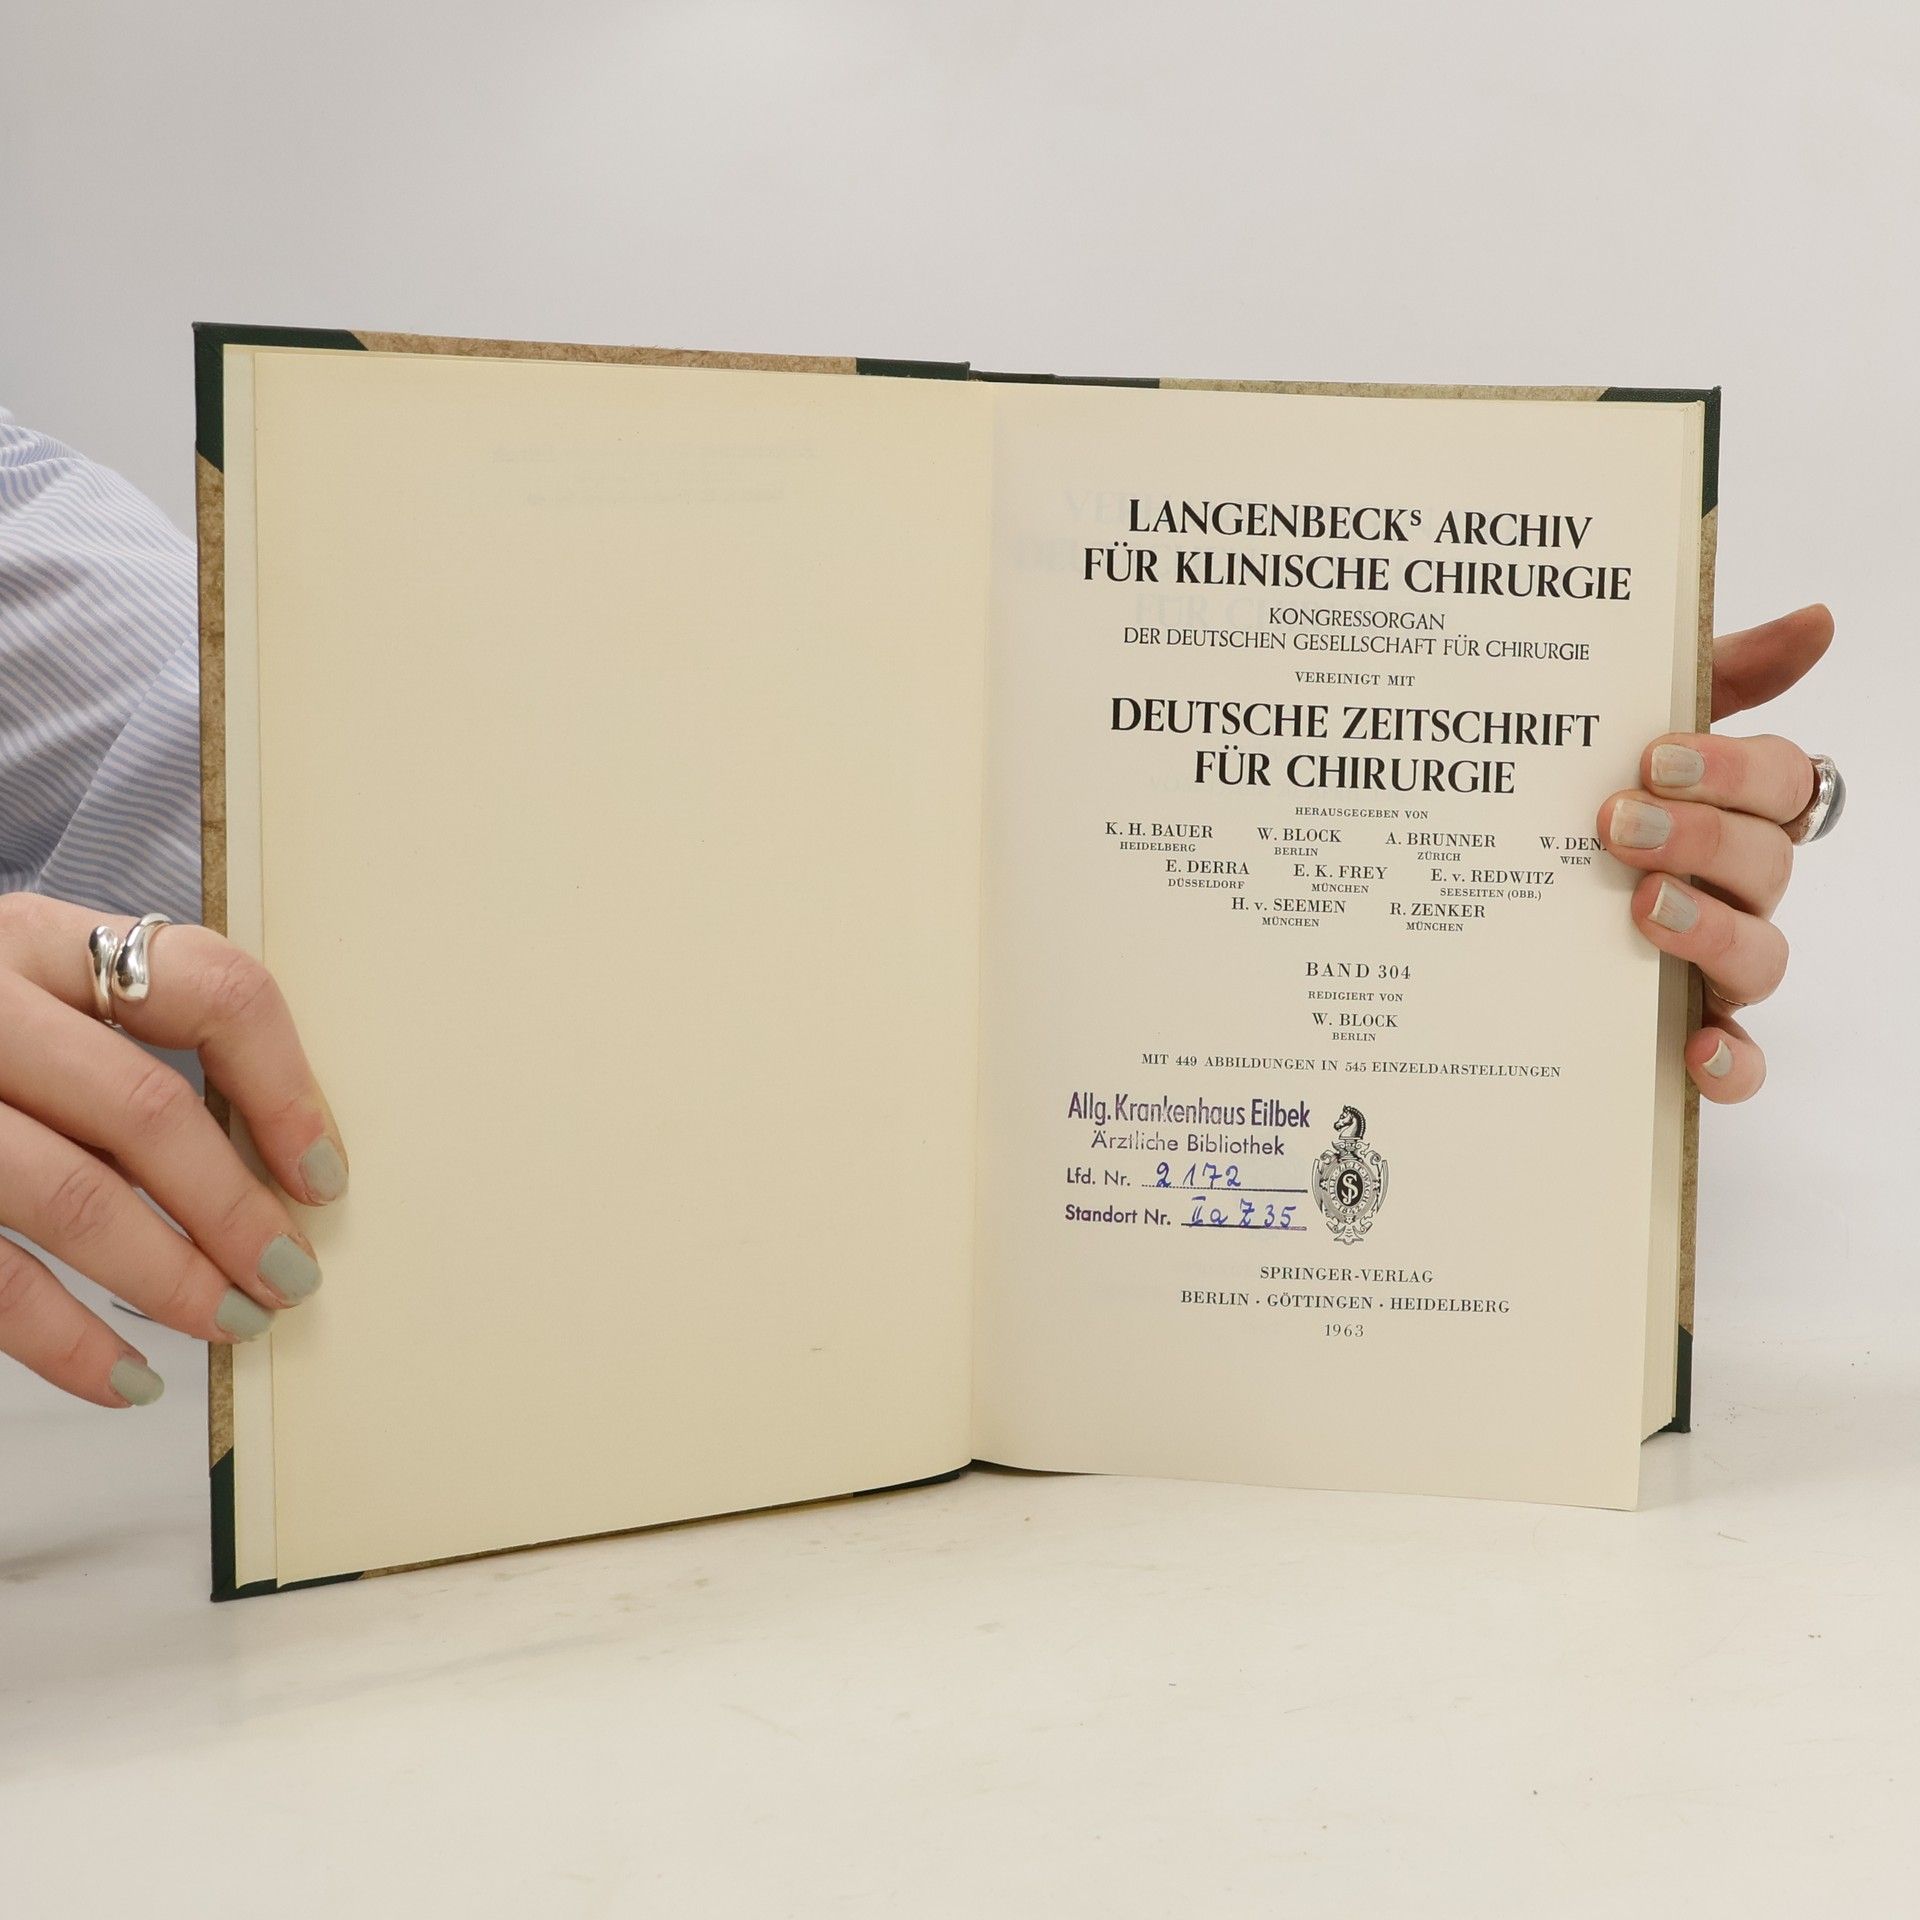 LANGENBECKS ARCHIV
FÜR KLINISCHE CHIRURGIE
KONGRESSORGAN
DER DEUTSCHEN GESELLSCHAFT FÜR CHIRURGIE
VEREINIGT MIT
DEUTSCHE ZEITSCHRIFT
FÜR CHIRURGIE
HERAUSGEGEBEN VON
K. H. BAUER W. BLOCK A. BRUNNER W.
HEIDELBERG BERLIN ZÜRICH WIEN
E. DERRA E. K. FREY E. v. REDWITZ
DÜSSELDORF MÜNCHEN SEESEITEN (OBB.)
H. v. SEEMEN R. ZENKER
MÜNCHEN MÜNCHEN
BAND 304
REDIGIERT VON
W. BLOCK
BERLIN
MIT 449 ABBILDUNGEN IN 545 EINZELDARSTELLUNGEN
Allg. Krankenhaus Eilbek
Ärztliche Bibliothek
Lfd. Nr. 2172
Standort Nr. II a Z 35
SPRINGER-VERLAG
BERLIN · GÖTTINGEN · HEIDELBERG
1963